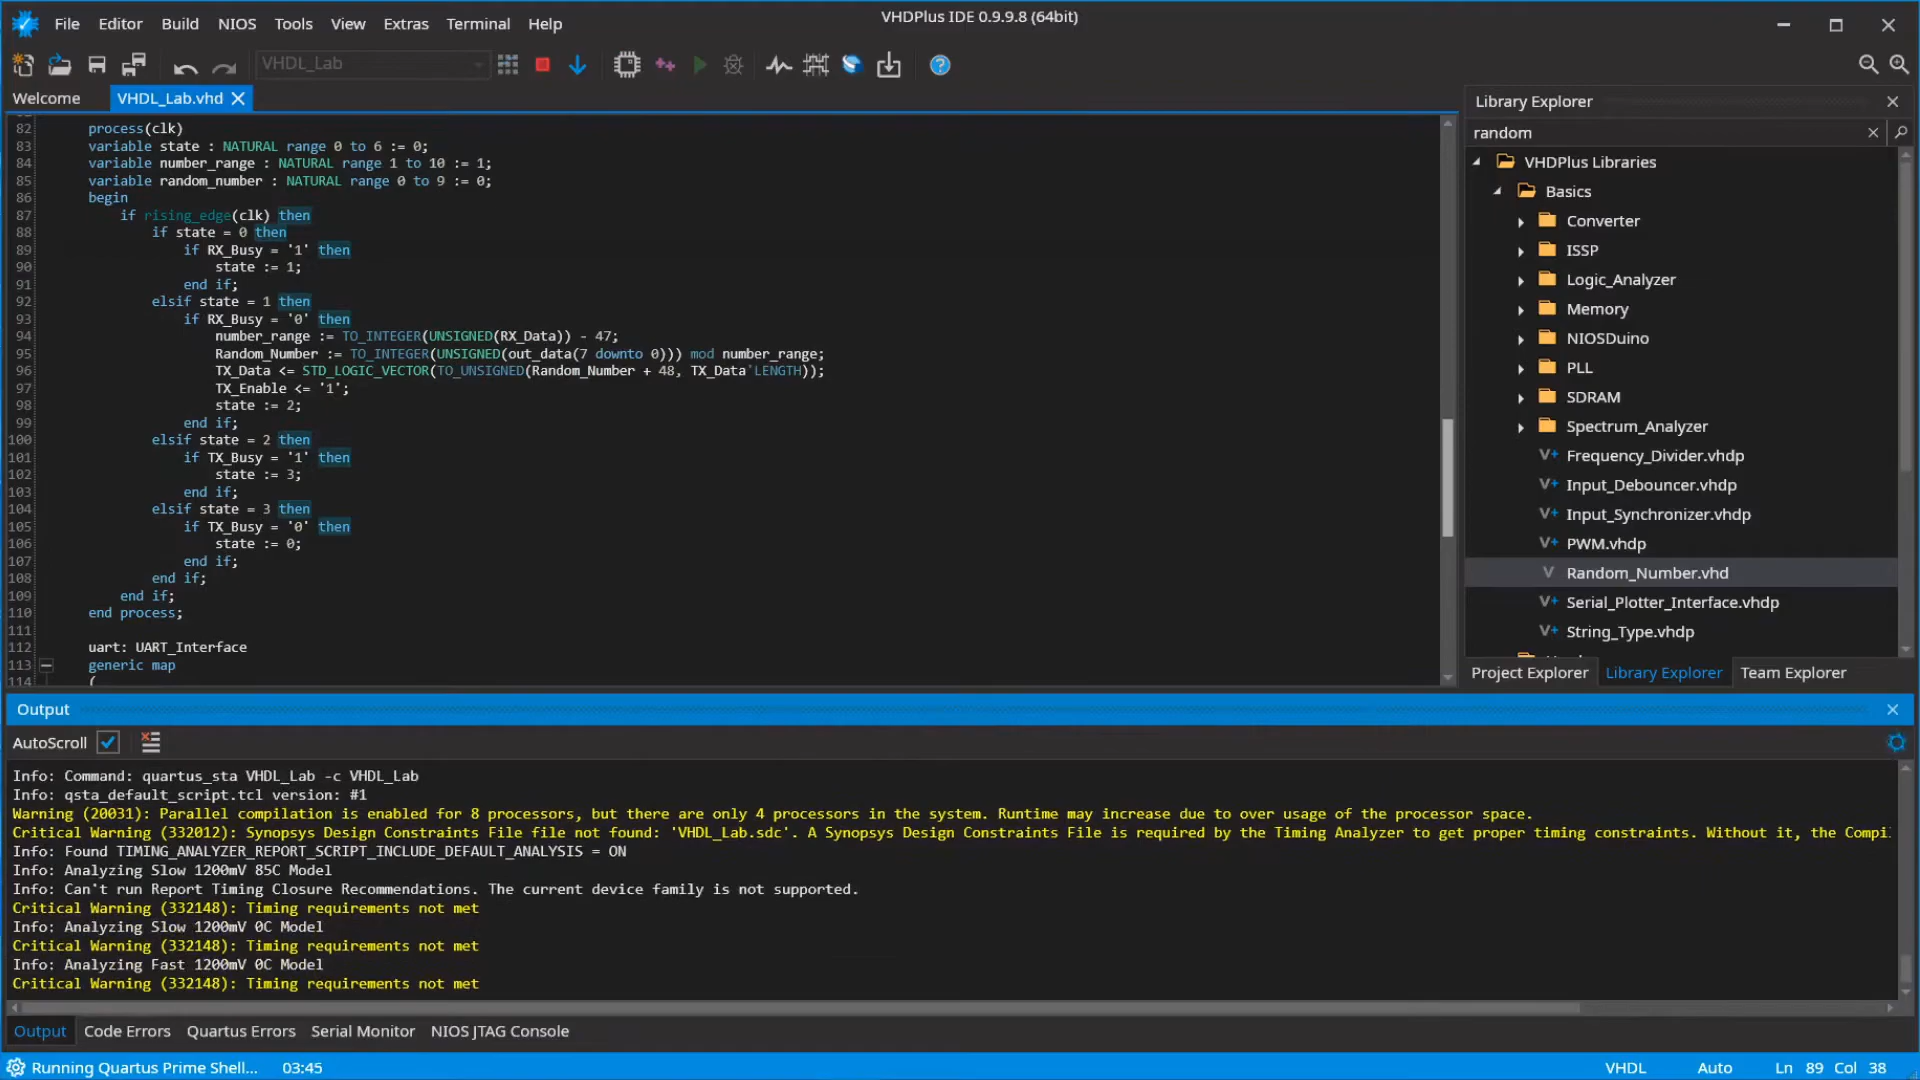 File Editor Build NIOS Tools View Extras Terminal Help
VHDPlus IDE 0.9.9.8 (64bit)
VHDL_Lab
Welcome
VHDL_Lab.vhd
82 process(clk)
83 variable state : NATURAL range 0 to 6 := 0;
84 variable number_range : NATURAL range 1 to 10 := 1;
85 variable random_number : NATURAL range 0 to 9 := 0;
86 begin
87 if rising_edge(clk) then
88 if state = 0 then
89 if RX_Busy = '1' then
90 state := 1;
91 end if;
92 elsif state = 1 then
93 if RX_Busy = '0' then
94 number_range := TO_INTEGER(UNSIGNED(RX_Data)) - 47;
95 Random_Number := TO_INTEGER(UNSIGNED(out_data(7 downto 0))) mod number_range;
96 TX_Data <= STD_LOGIC_VECTOR(TO_UNSIGNED(Random_Number + 48, TX_Data'LENGTH));
97 TX_Enable <= '1';
98 state := 2;
99 end if;
100 elsif state = 2 then
101 if TX_Busy = '1' then
102 state := 3;
103 end if;
104 elsif state = 3 then
105 if TX_Busy = '0' then
106 state := 0;
107 end if;
108 end if;
109 end if;
110 end process;
111
112 uart: UART_Interface
113 generic map
114 (
Library Explorer
random
VHDPlus Libraries
Basics
Converter
ISSP
Logic_Analyzer
Memory
NIOSDuino
PLL
SDRAM
Spectrum_Analyzer
Frequency_Divider.vhdp
Input_Debouncer.vhdp
Input_Synchronizer.vhdp
PWM.vhdp
Random_Number.vhd
Serial_Plotter_Interface.vhdp
String_Type.vhdp
Project Explorer Library Explorer Team Explorer
Output
AutoScroll
Info: Command: quartus_sta VHDL_Lab -c VHDL_Lab
Info: qsta_default_script.tcl version: #1
Warning (20031): Parallel compilation is enabled for 8 processors, but there are only 4 processors in the system. Runtime may increase due to over usage of the processor space.
Critical Warning (332012): Synopsys Design Constraints File file not found: 'VHDL_Lab.sdc'. A Synopsys Design Constraints File is required by the Timing Analyzer to get proper timing constraints. Without it, the Compi
Info: Found TIMING_ANALYZER_REPORT_SCRIPT_INCLUDE_DEFAULT_ANALYSIS = ON
Info: Analyzing Slow 1200mV 85C Model
Info: Can't run Report Timing Closure Recommendations. The current device family is not supported.
Critical Warning (332148): Timing requirements not met
Info: Analyzing Slow 1200mV 0C Model
Critical Warning (332148): Timing requirements not met
Info: Analyzing Fast 1200mV 0C Model
Critical Warning (332148): Timing requirements not met
Output Code Errors Quartus Errors Serial Monitor NIOS JTAG Console
Running Quartus Prime Shell... 03:45
VHDL Auto Ln 89 Col 38